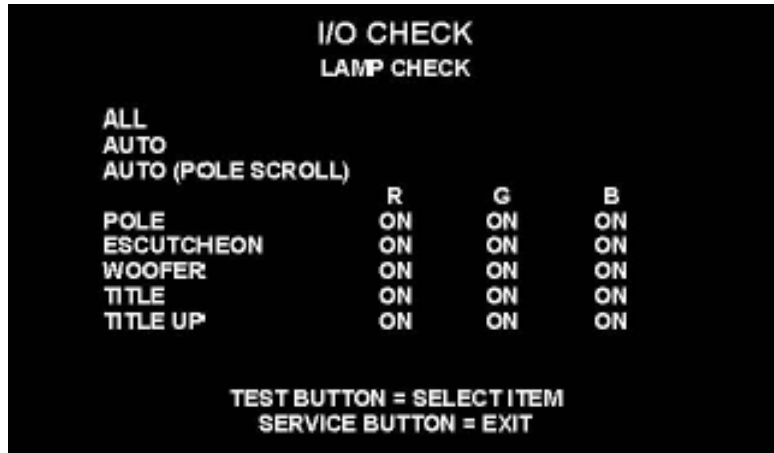 I/O CHECK
LAMP CHECK
ALL
AUTO
AUTO (POLE SCROLL)
R G B
POLE ON ON ON
ESCUTCHEON ON ON ON
WOOFER ON ON ON
TITLE ON ON ON
TITLE UP ON ON ON
TEST BUTTON = SELECT ITEM
SERVICE BUTTON = EXIT